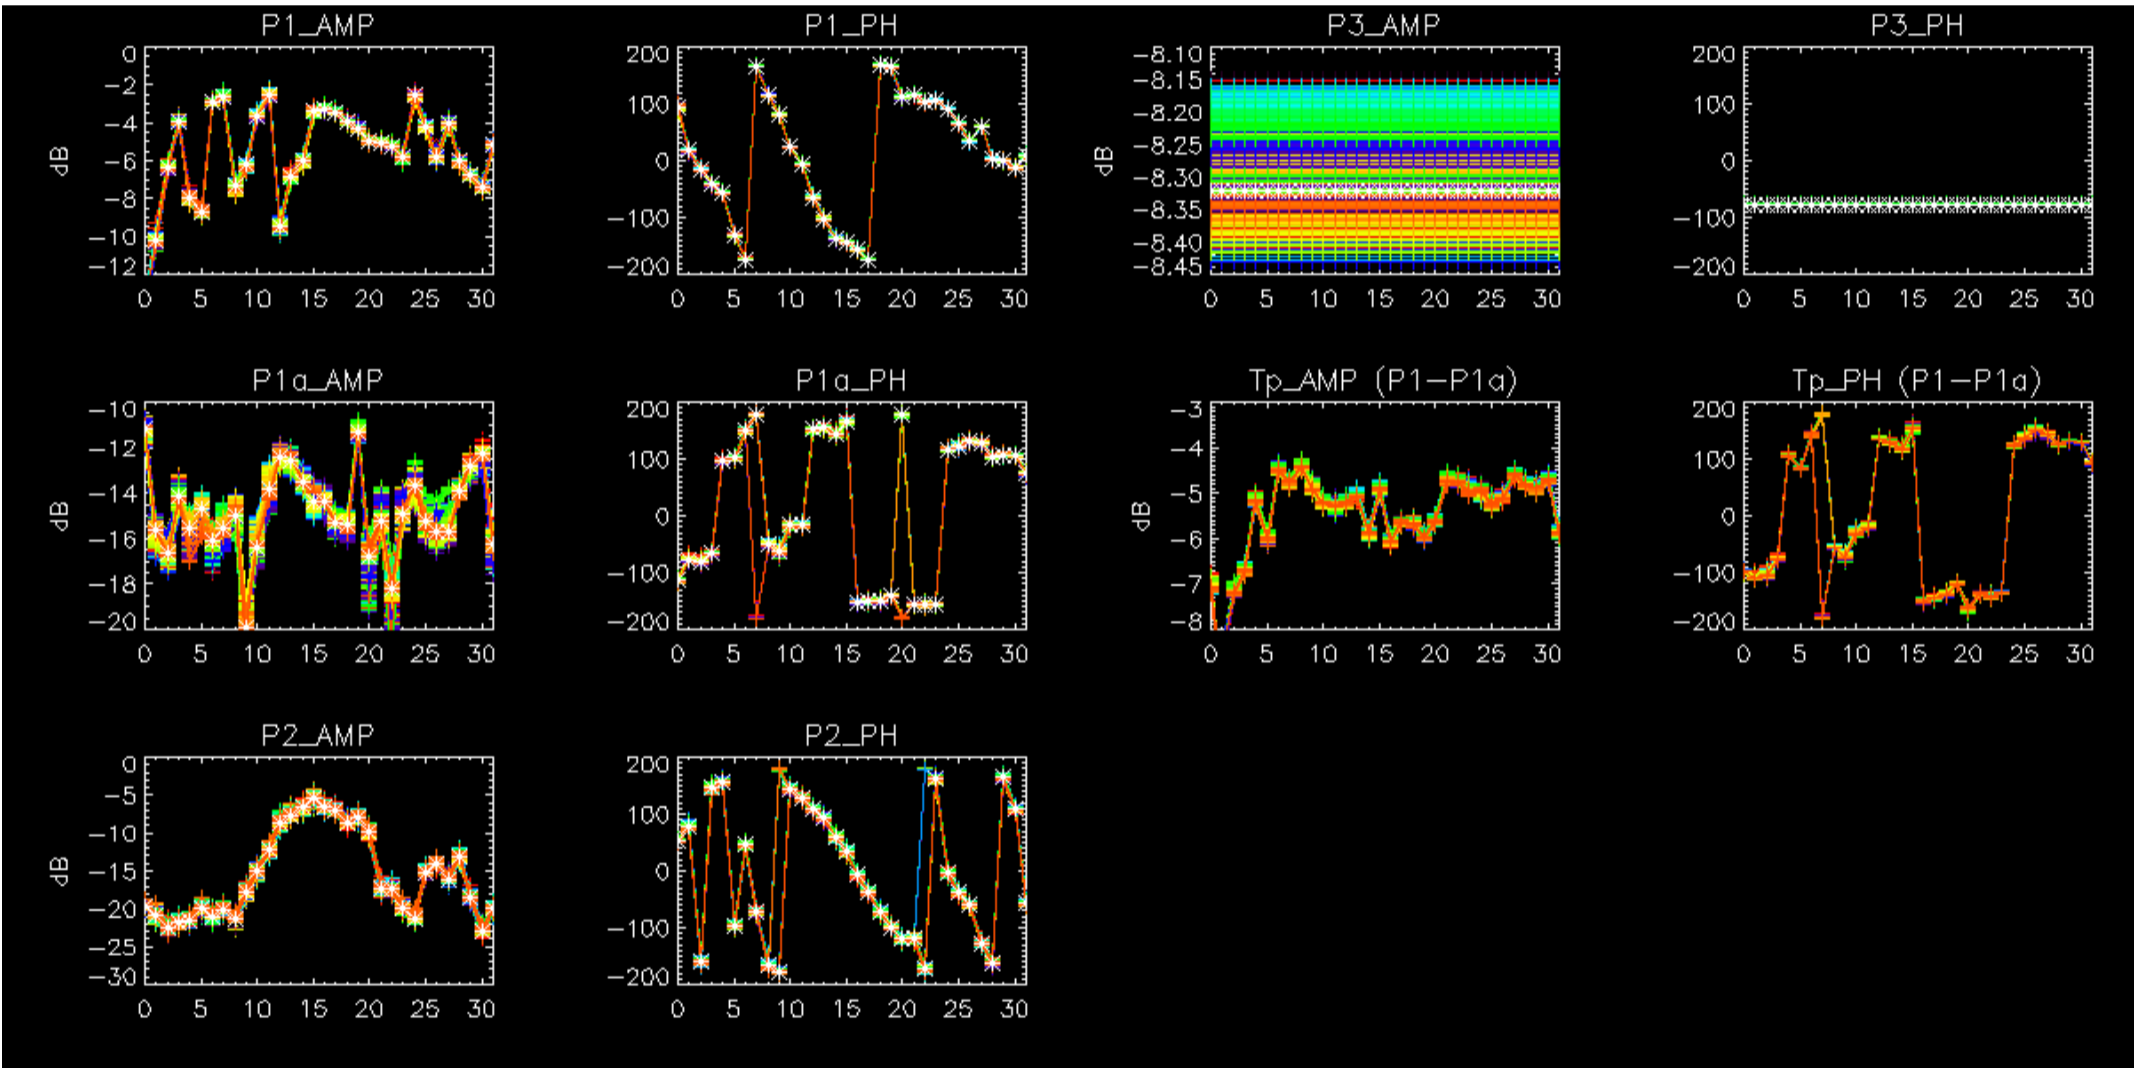 P1_AMP
0
−2
−4
−6
−8
−10
−12
dB
0 5 10 15 20 25 30
P1_PH
200
100
0
−100
−200
0 5 10 15 20 25 30
P3_AMP
−8.10
−8.15
−8.20
−8.25
−8.30
−8.35
−8.40
−8.45
dB
0 5 10 15 20 25 30
P3_PH
200
100
0
−100
−200
0 5 10 15 20 25 30
P1a_AMP
−10
−12
−14
−16
−18
−20
dB
0 5 10 15 20 25 30
P1a_PH
200
100
0
−100
−200
0 5 10 15 20 25 30
Tp_AMP (P1−P1a)
−3
−4
−5
−6
−7
−8
dB
0 5 10 15 20 25 30
Tp_PH (P1−P1a)
200
100
0
−100
−200
0 5 10 15 20 25 30
P2_AMP
0
−5
−10
−15
−20
−25
−30
dB
0 5 10 15 20 25 30
P2_PH
200
100
0
−100
−200
0 5 10 15 20 25 30